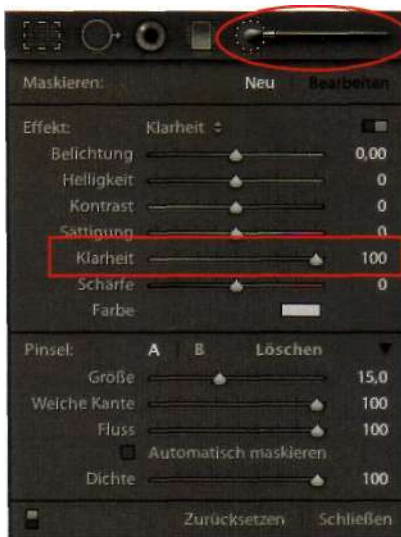 Maskieren: Neu Bearbeiten
Effekt: Klarheit
Belichtung 0,00
Helligkeit 0
Kontrast 0
Sättigung 0
Klarheit 100
Schärfe 0
Farbe
Pinsel: A B Löschen
Größe 15,0
Weiche Kante 100
Fluss 100
Automatisch maskieren
Dichte 100
Zurücksetzen Schließen